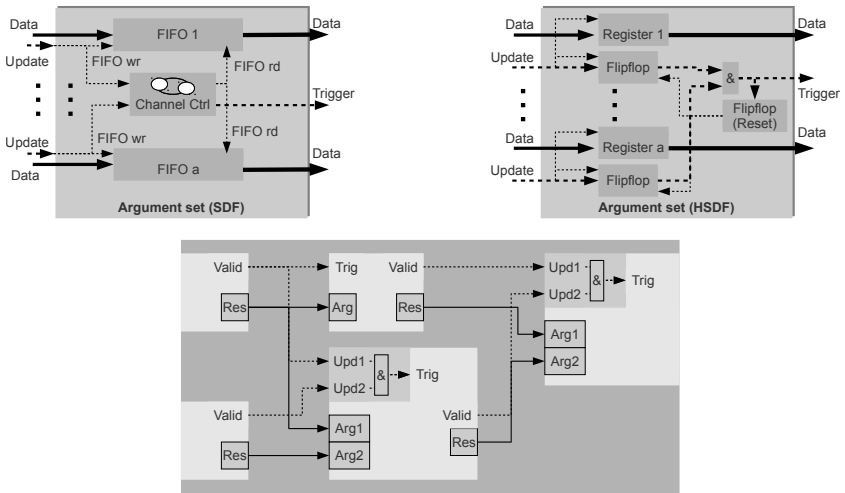 Data
FIFO 1
Data
Update
FIFO wr
FIFO rd
Channel Ctrl
Trigger
Update
FIFO wr
FIFO rd
Data
FIFO a
Data
Argument set (SDF)
Data
Register 1
Data
Update
Flipflop
&
Trigger
Flipflop
(Reset)
Data
Register a
Data
Update
Flipflop
Argument set (HSDF)
Valid
Trig
Valid
Upd1
&
Trig
Upd2
Res
Arg
Res
Arg1
Arg2
Upd1
&
Trig
Upd2
Valid
Valid
Arg1
Res
Res
Arg2